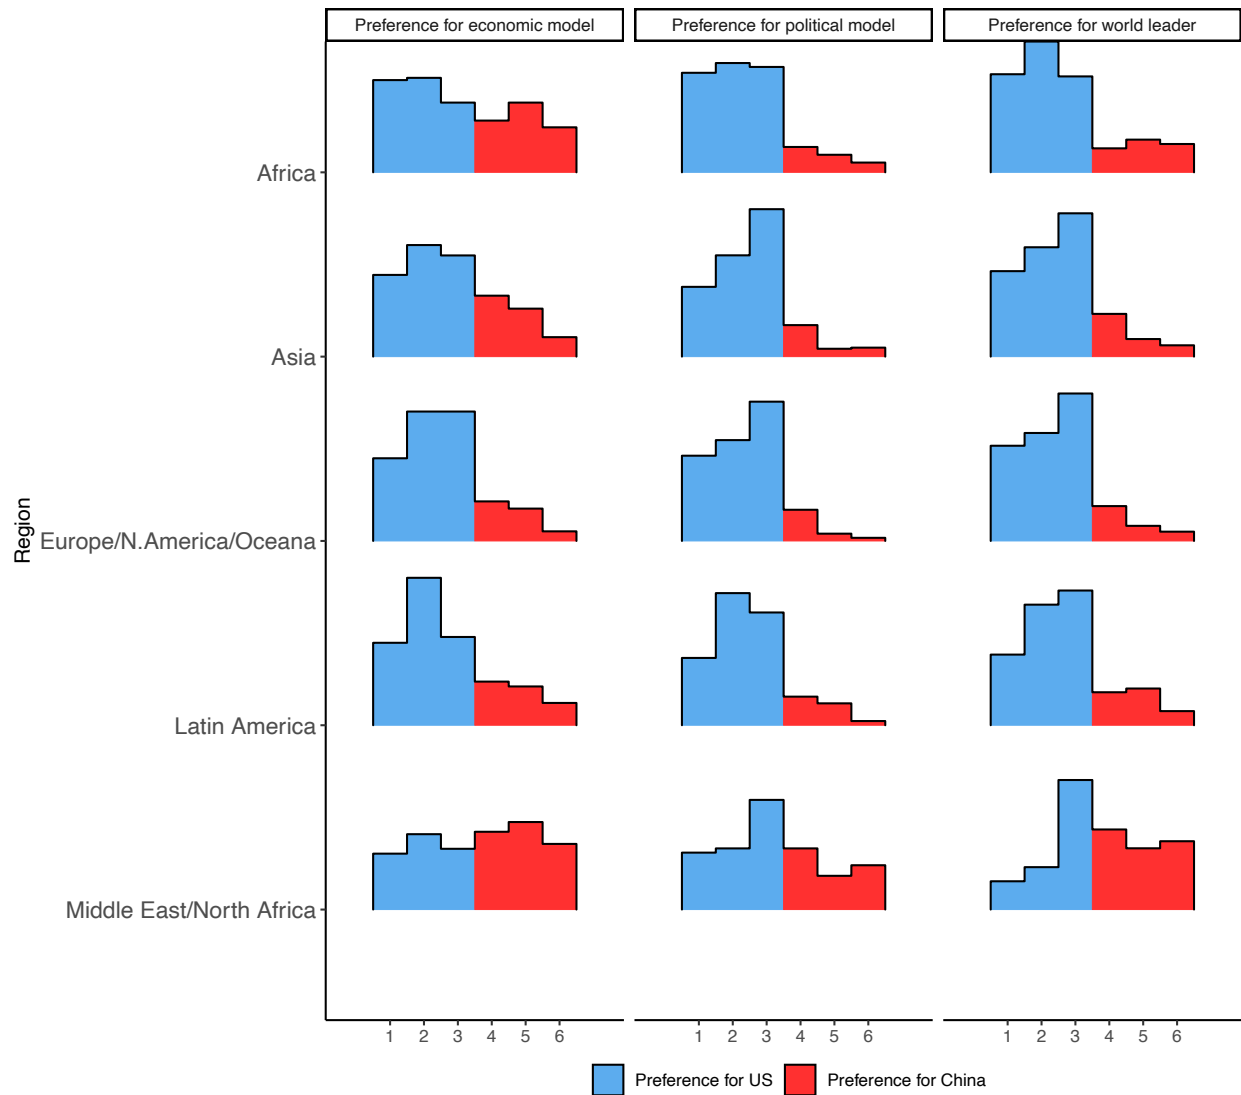 Preference for economic model
Preference for political model
Preference for world leader
Region
Africa
Asia
Europe/N.America/Oceana
Latin America
Middle East/North Africa
1 2 3 4 5 6
1 2 3 4 5 6
1 2 3 4 5 6
Preference for US
Preference for China